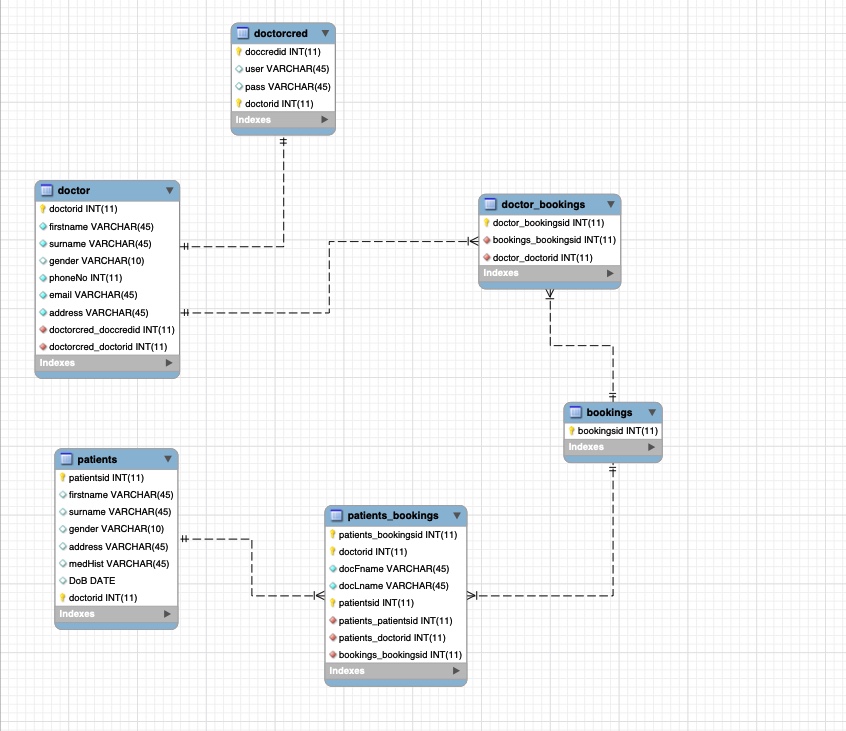 doctorcred
doccredid INT(11)
user VARCHAR(45)
pass VARCHAR(45)
doctorid INT(11)
Indexes
doctor
doctorid INT(11)
firstname VARCHAR(45)
surname VARCHAR(45)
gender VARCHAR(10)
phoneNo INT(11)
email VARCHAR(45)
address VARCHAR(45)
doctorcred_doccredid INT(11)
doctorcred_doctorid INT(11)
Indexes
doctor_bookings
doctor_bookingsid INT(11)
bookings_bookingsid INT(11)
doctor_doctorid INT(11)
Indexes
bookings
bookingsid INT(11)
Indexes
patients
patientsid INT(11)
firstname VARCHAR(45)
surname VARCHAR(45)
gender VARCHAR(10)
address VARCHAR(45)
medHist VARCHAR(45)
DoB DATE
doctorid INT(11)
Indexes
patients_bookings
patients_bookingsid INT(11)
doctorid INT(11)
docFname VARCHAR(45)
docLname VARCHAR(45)
patientsid INT(11)
patients_patientsid INT(11)
patients_doctorid INT(11)
bookings_bookingsid INT(11)
Indexes